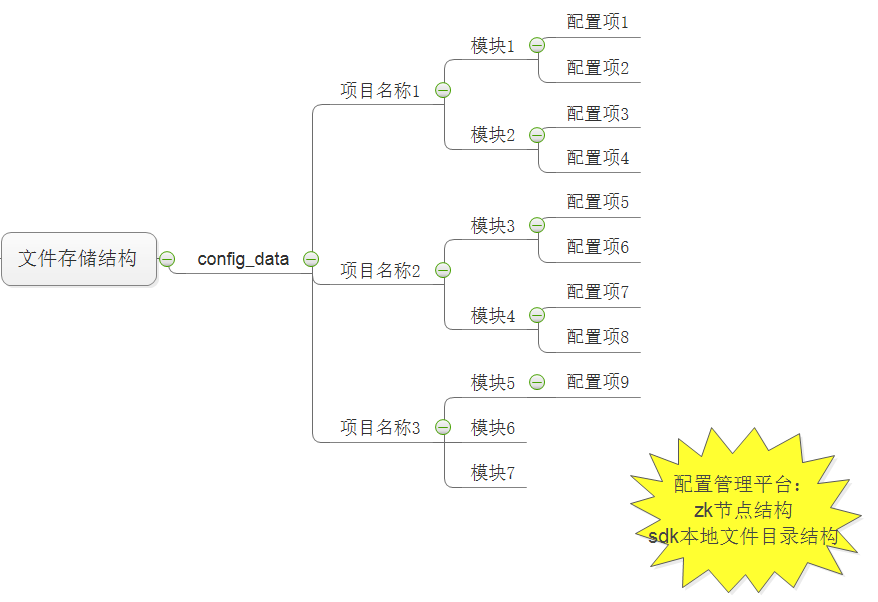 文件存储结构
config_data
项目名称1
模块1
配置项1
配置项2
模块2
配置项3
配置项4
项目名称2
模块3
配置项5
配置项6
模块4
配置项7
配置项8
项目名称3
模块5
配置项9
模块6
模块7
配置管理平台：
zk节点结构
sdk本地文件目录结构